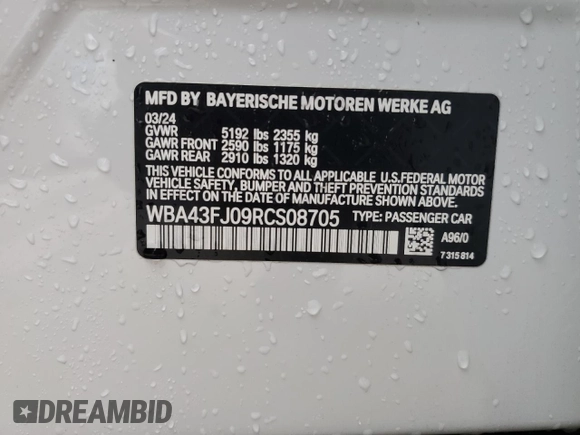 MFD BY BAYERISCHE MOTOREN WERKE AG
03/24
GVWR 5192 lbs 2355 kg
GAWR FRONT 2590 lbs 1175 kg
GAWR REAR 2910 lbs 1320 kg
THIS VEHICLE CONFORMS TO ALL APPLICABLE U.S.FEDERAL MOTOR
VEHICLE SAFETY, BUMPER AND THEFT PREVENTION STANDARDS
IN EFFECT ON THE DATE OF MANUFACTURE SHOWN ABOVE.
WBA43FJ09RCS08705 TYPE: PASSENGER CAR
A96/0
7 315 814
DREAMBID